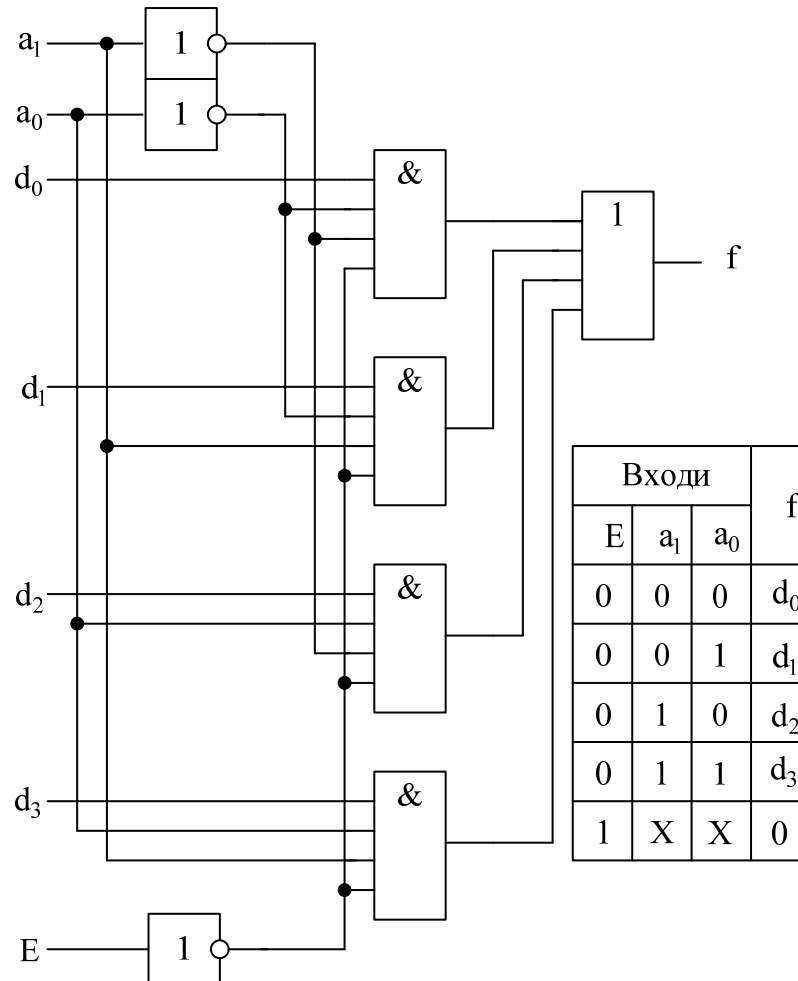 a₁ 1
a₀ 1
d₀ &
1
f
d₁ &
Входи f
E a₁ a₀
0 0 0 d₀
0 0 1 d₁
0 1 0 d₂
0 1 1 d₃
1 X X 0
d₂ &
d₃ &
E 1